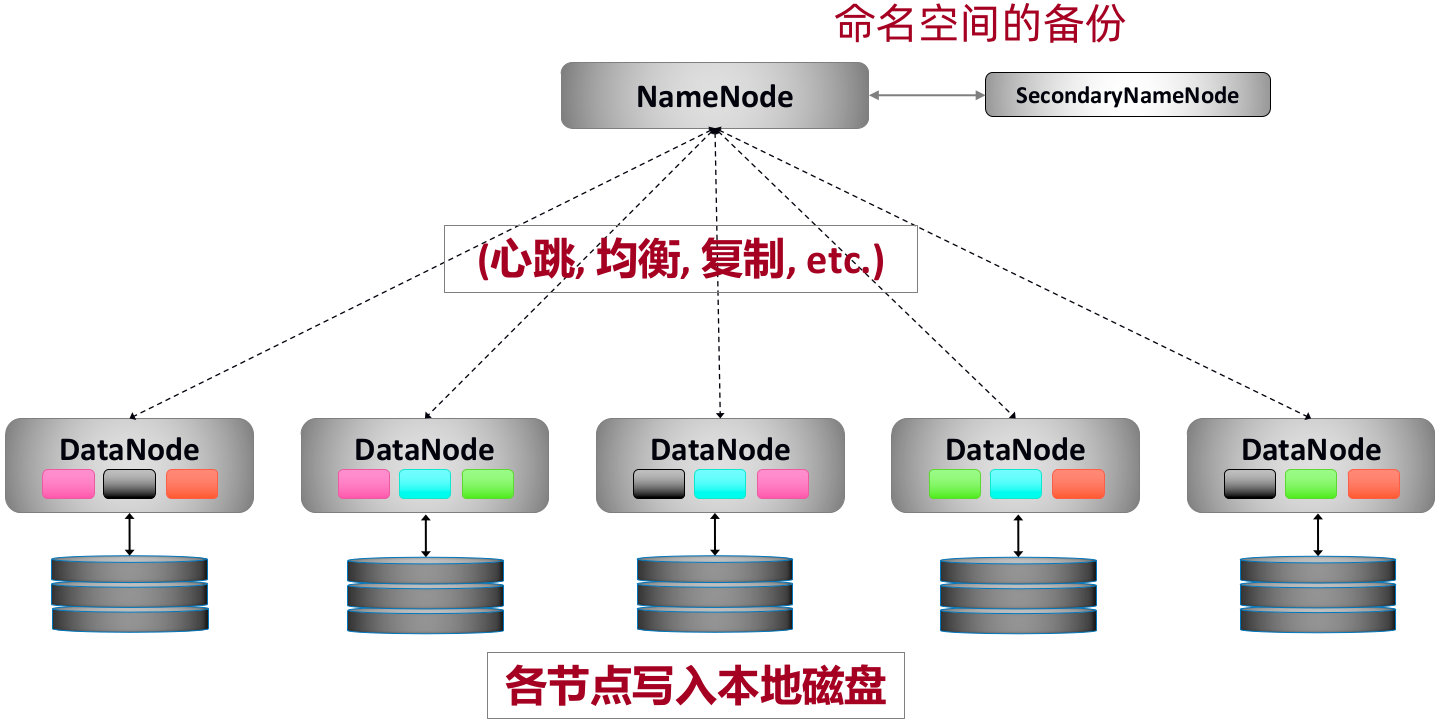 命名空间的备份
NameNode
SecondaryNameNode
(心跳, 均衡, 复制, etc.)
DataNode
DataNode
DataNode
DataNode
DataNode
各节点写入本地磁盘